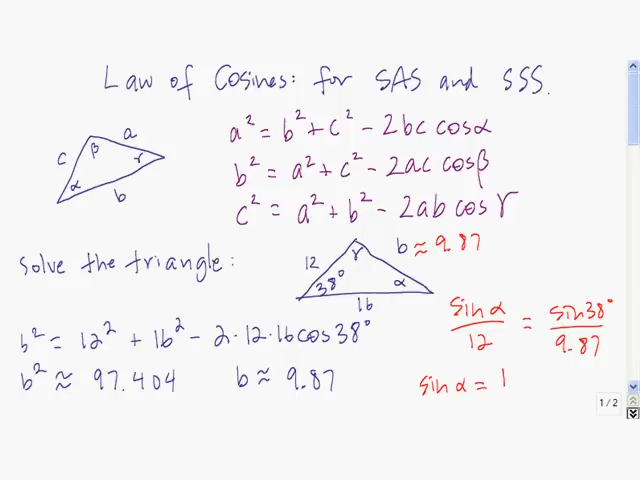 Law of Cosines: for SAS and SSS.
a
c
β
γ
α
b
a² = b² + c² - 2bc cosα
b² = a² + c² - 2ac cosβ
c² = a² + b² - 2ab cos γ
Solve the triangle:
12
γ
b ≈ 9.87
38°
α
16
b² = 12² + 16² - 2·12·16cos38°
b² ≈ 97.404
b ≈ 9.87
sinα/12 = sin38°/9.87
sinα = 1
1/2